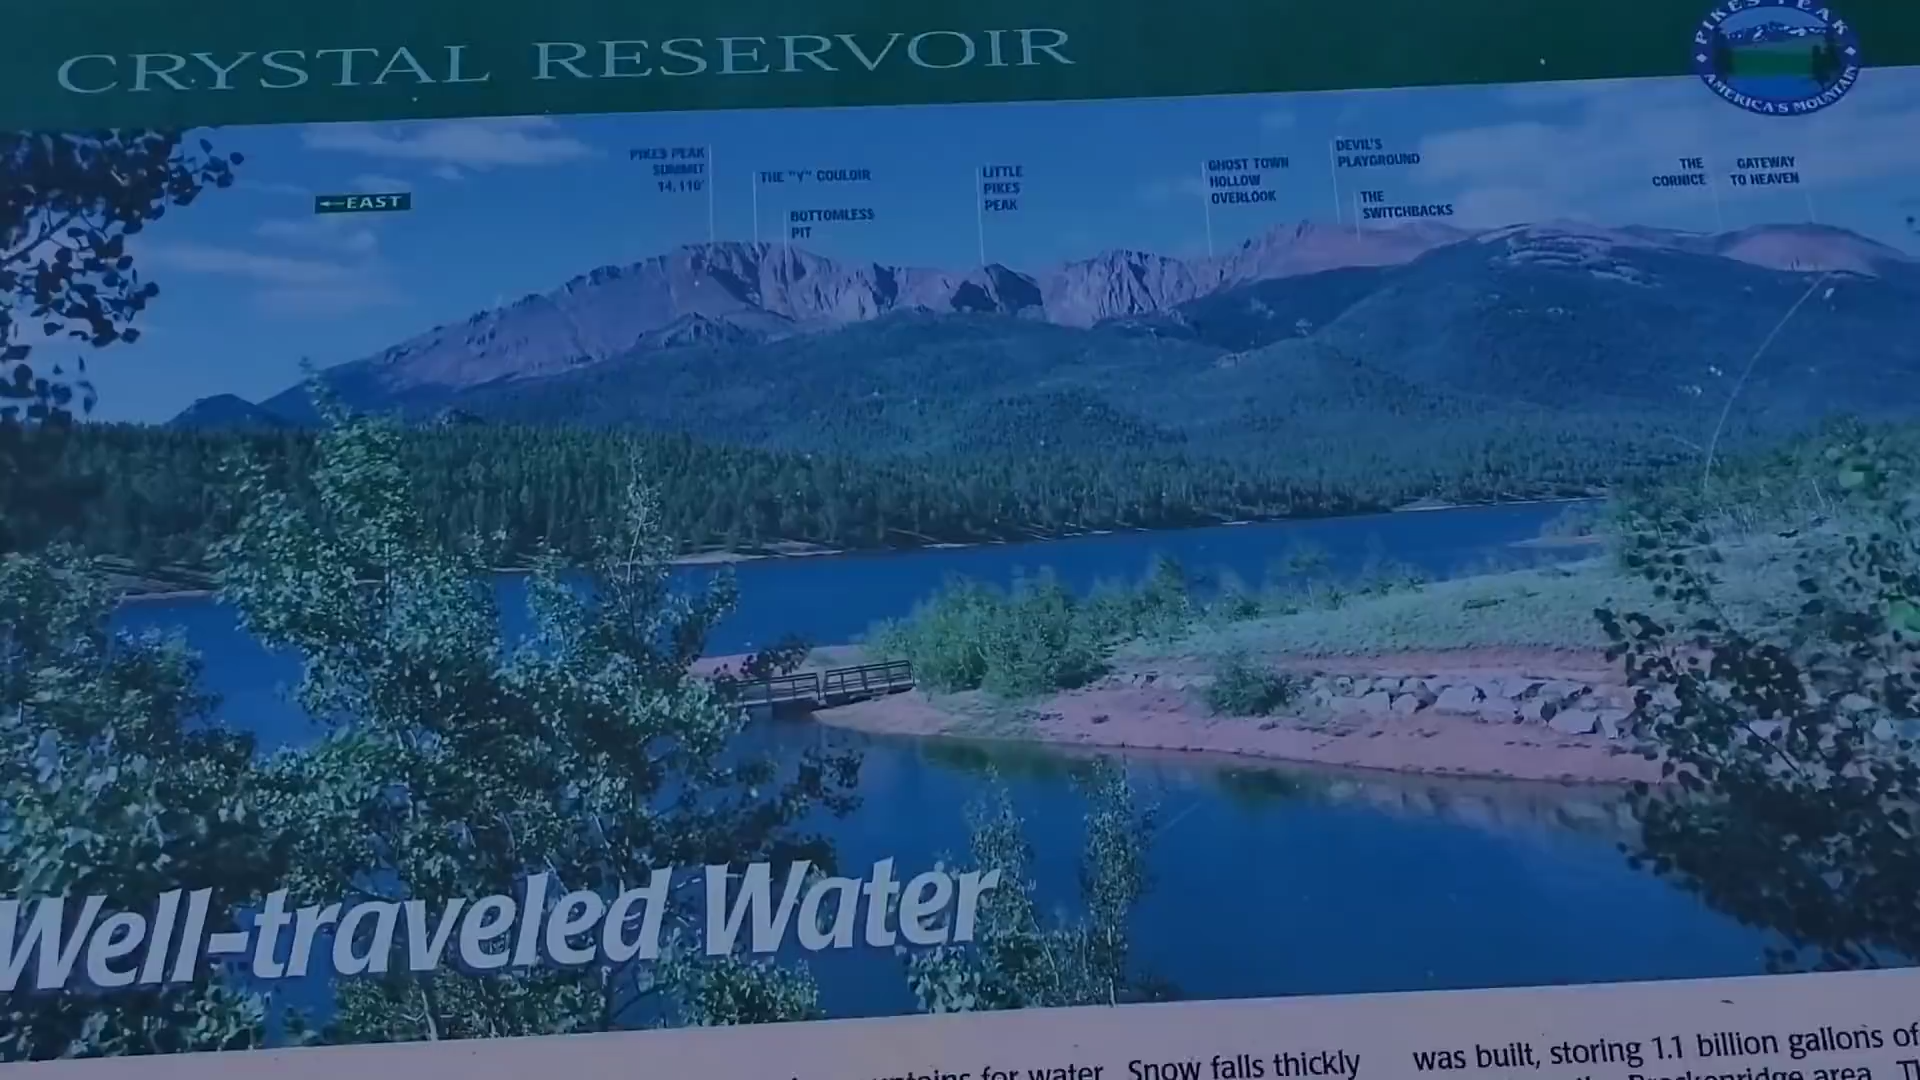 CRYSTAL RESERVOIR
PIKES PEAK
AMERICA'S MOUNTAIN
←EAST
PIKES PEAK
SUMMIT
14,110'
THE "Y" COULOIR
BOTTOMLESS
PIT
LITTLE
PIKES
PEAK
GHOST TOWN
HOLLOW
OVERLOOK
DEVIL'S
PLAYGROUND
THE
SWITCHBACKS
THE
CORNICE
GATEWAY
TO HEAVEN
Well-traveled Water
for water. Snow falls thickly
was built, storing 1.1 billion gallons of
Breckenridge area.